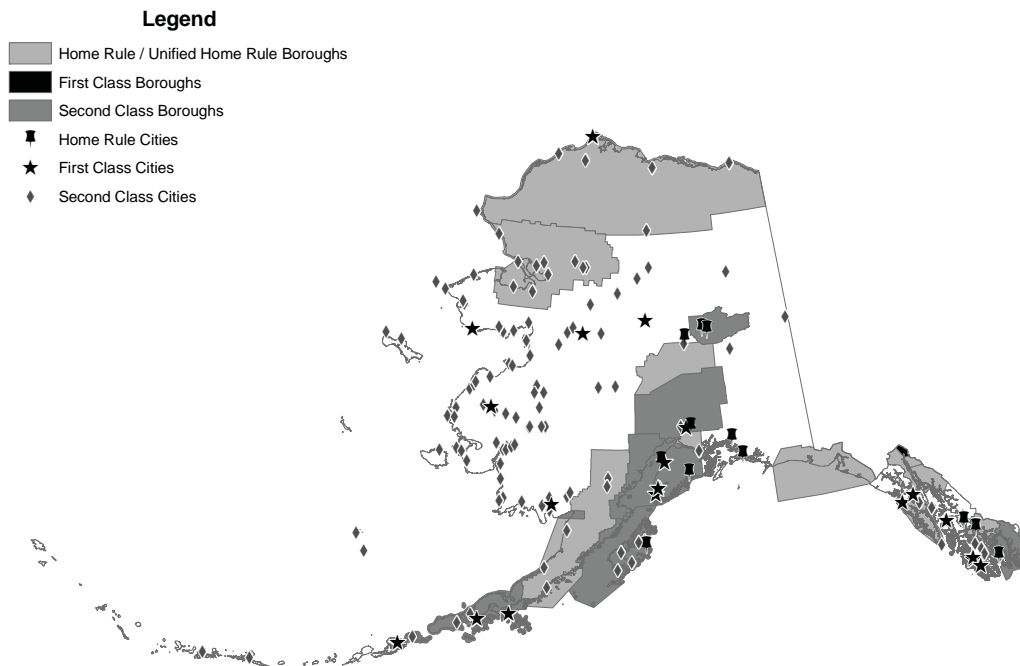 Legend
Home Rule / Unified Home Rule Boroughs
First Class Boroughs
Second Class Boroughs
Home Rule Cities
First Class Cities
Second Class Cities